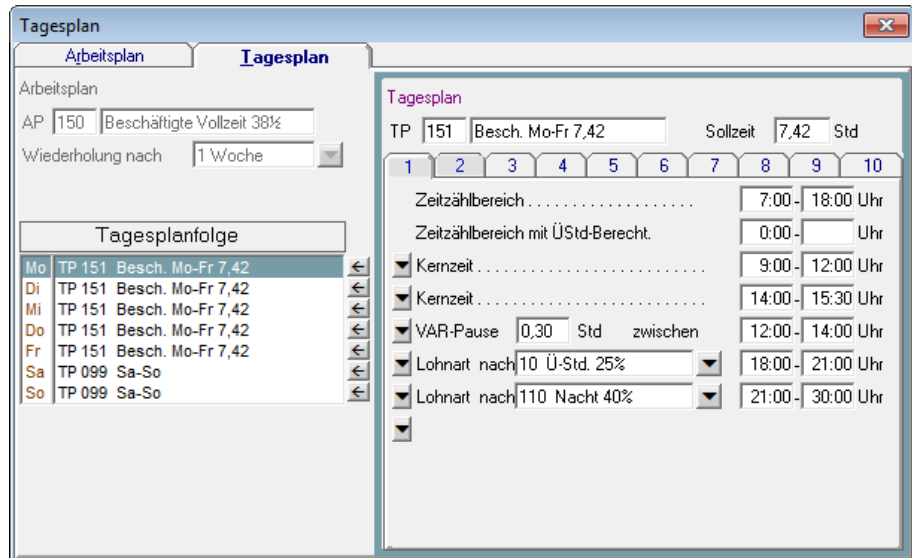 Tagesplan
Arbeitsplan Tagesplan
Arbeitsplan
AP 150 Beschäftigte Vollzeit 38½
Wiederholung nach 1 Woche
Tagesplanfolge
Mo TP 151 Besch. Mo-Fr 7,42
Di TP 151 Besch. Mo-Fr 7,42
Mi TP 151 Besch. Mo-Fr 7,42
Do TP 151 Besch. Mo-Fr 7,42
Fr TP 151 Besch. Mo-Fr 7,42
Sa TP 099 Sa-So
So TP 099 Sa-So
Tagesplan
TP 151 Besch. Mo-Fr 7,42 Sollzeit 7,42 Std
1 2 3 4 5 6 7 8 9 10
Zeitzählbereich . . . . . . . . . . . . . . . . . . . 7:00 - 18:00 Uhr
Zeitzählbereich mit ÜStd-Berecht. 0:00 - Uhr
Kernzeit . . . . . . . . . . . . . . . . . . . . . . . . . 9:00 - 12:00 Uhr
Kernzeit . . . . . . . . . . . . . . . . . . . . . . . . . 14:00 - 15:30 Uhr
VAR-Pause 0,30 Std zwischen 12:00 - 14:00 Uhr
Lohnart nach 10 Ü-Std. 25% 18:00 - 21:00 Uhr
Lohnart nach 110 Nacht 40% 21:00 - 30:00 Uhr